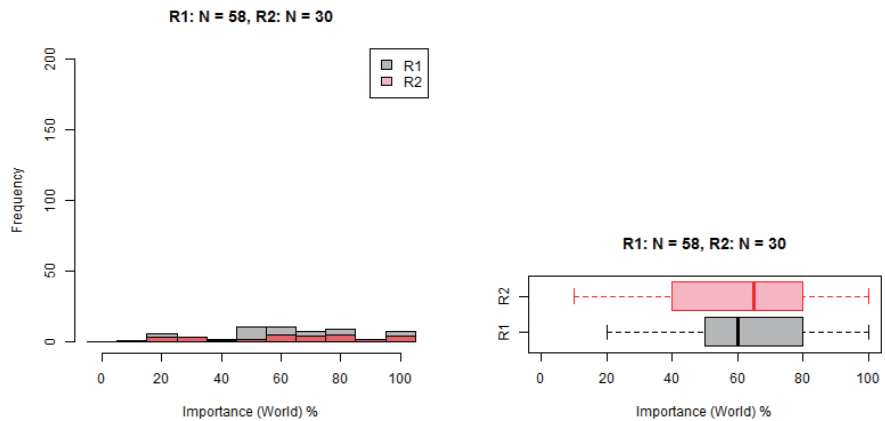 R1: N = 58, R2: N = 30
R1
R2
200
150
100
50
0
Frequency
0 20 40 60 80 100
Importance (World) %
R1: N = 58, R2: N = 30
R2
R1
0 20 40 60 80 100
Importance (World) %